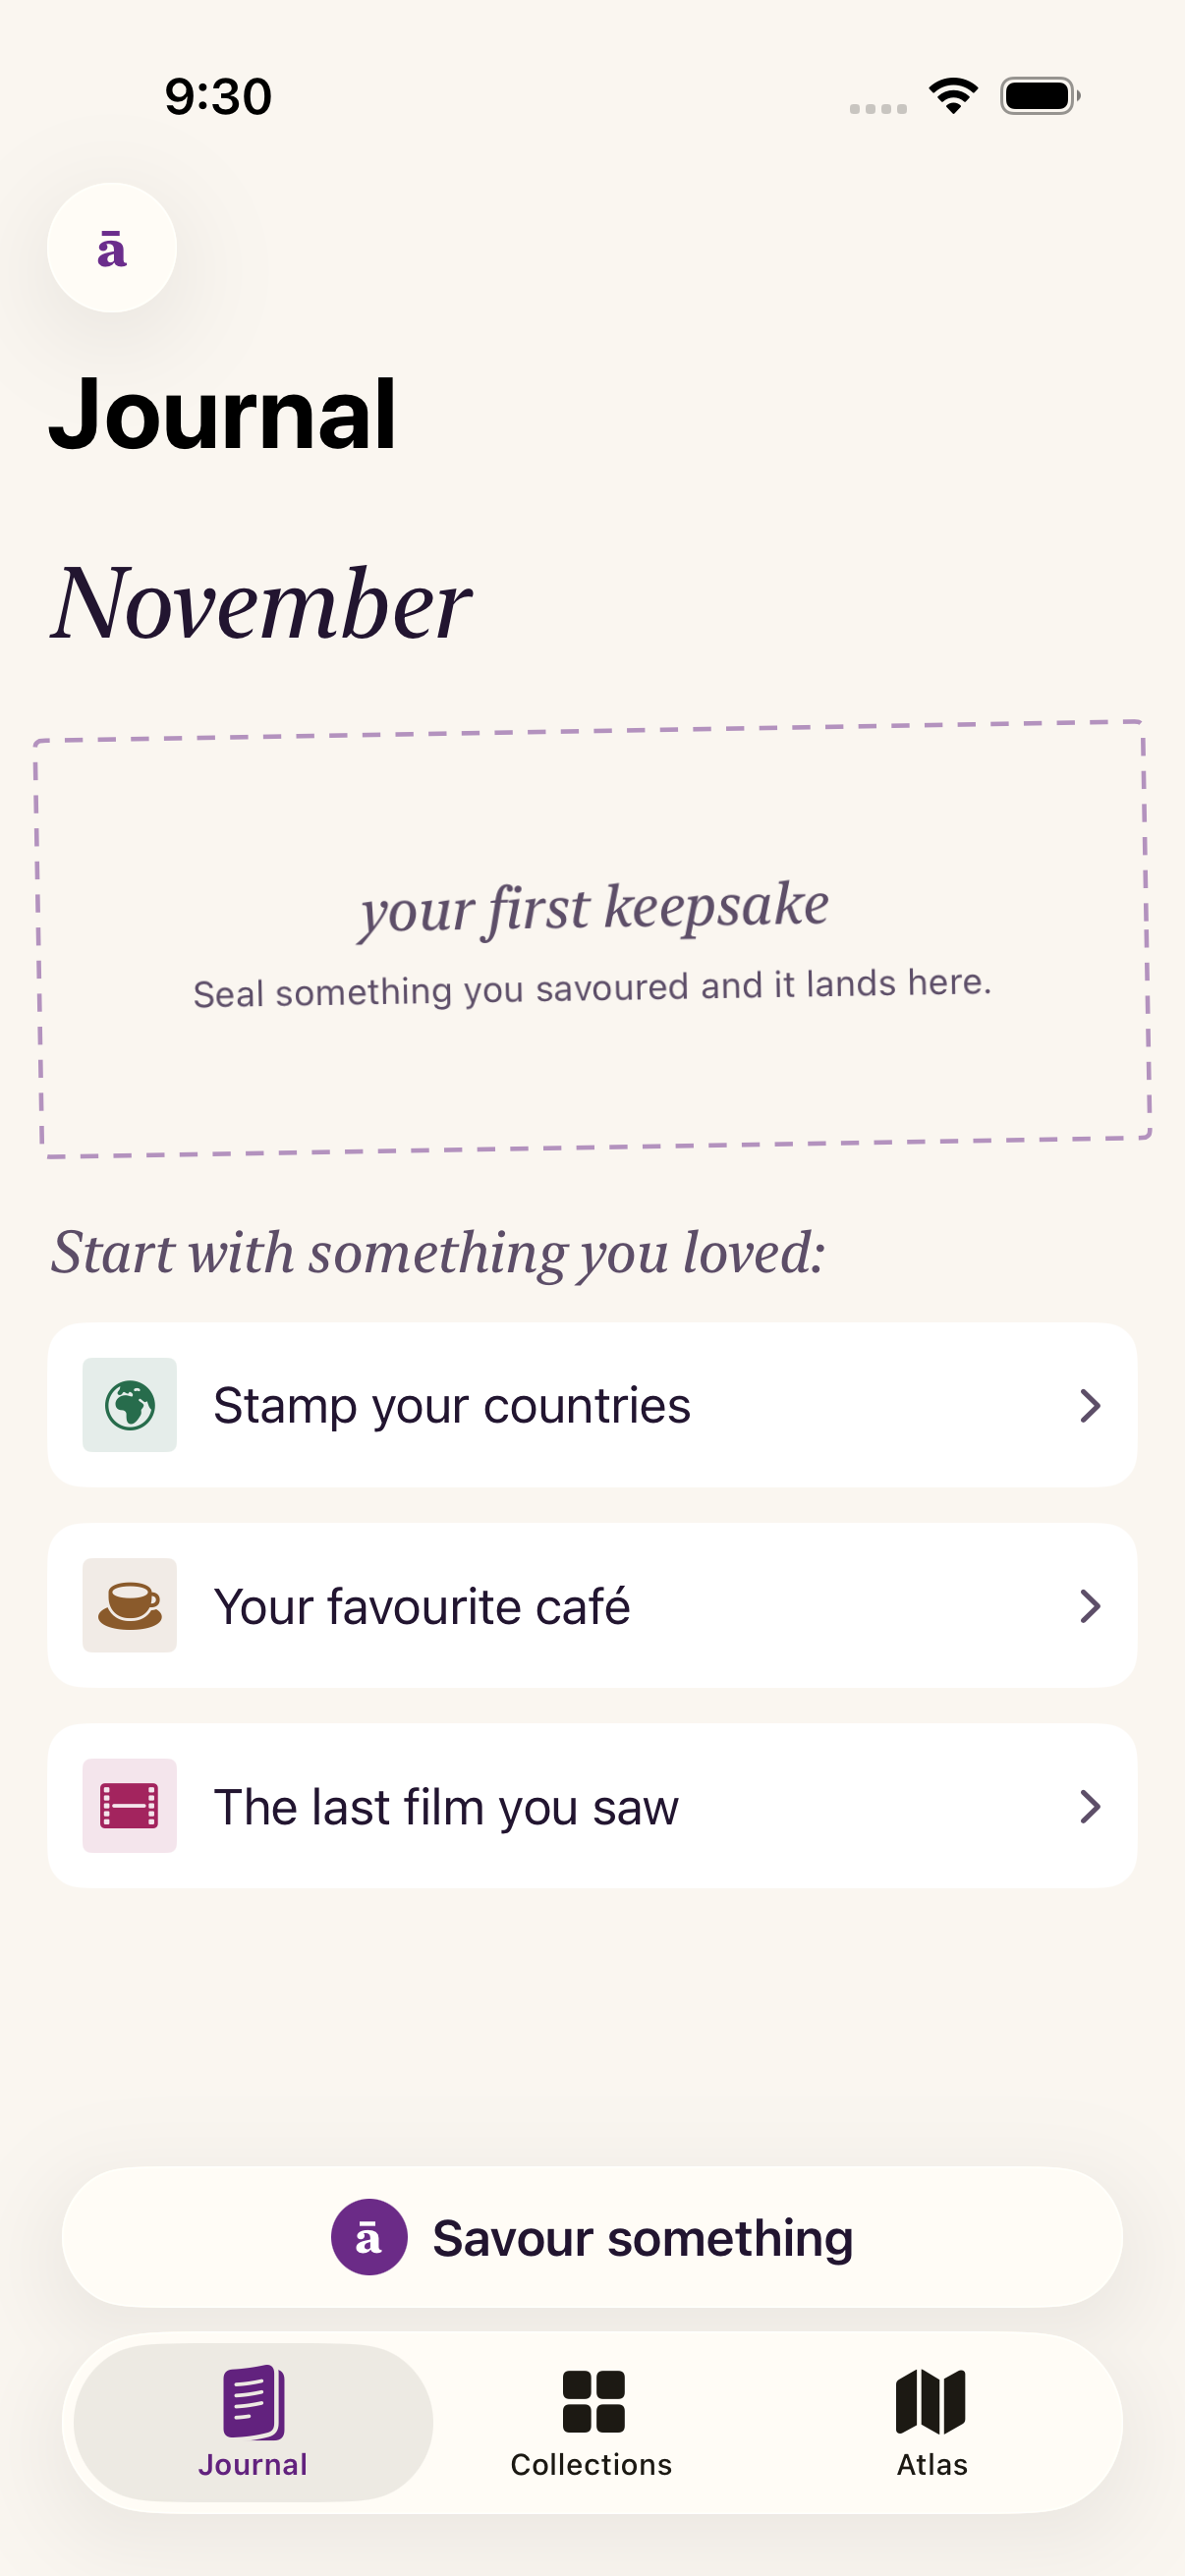 9:30
ā
Journal
November
your first keepsake
Seal something you savoured and it lands here.
Start with something you loved:
Stamp your countries
Your favourite café
The last film you saw
ā Savour something
Journal Collections Atlas